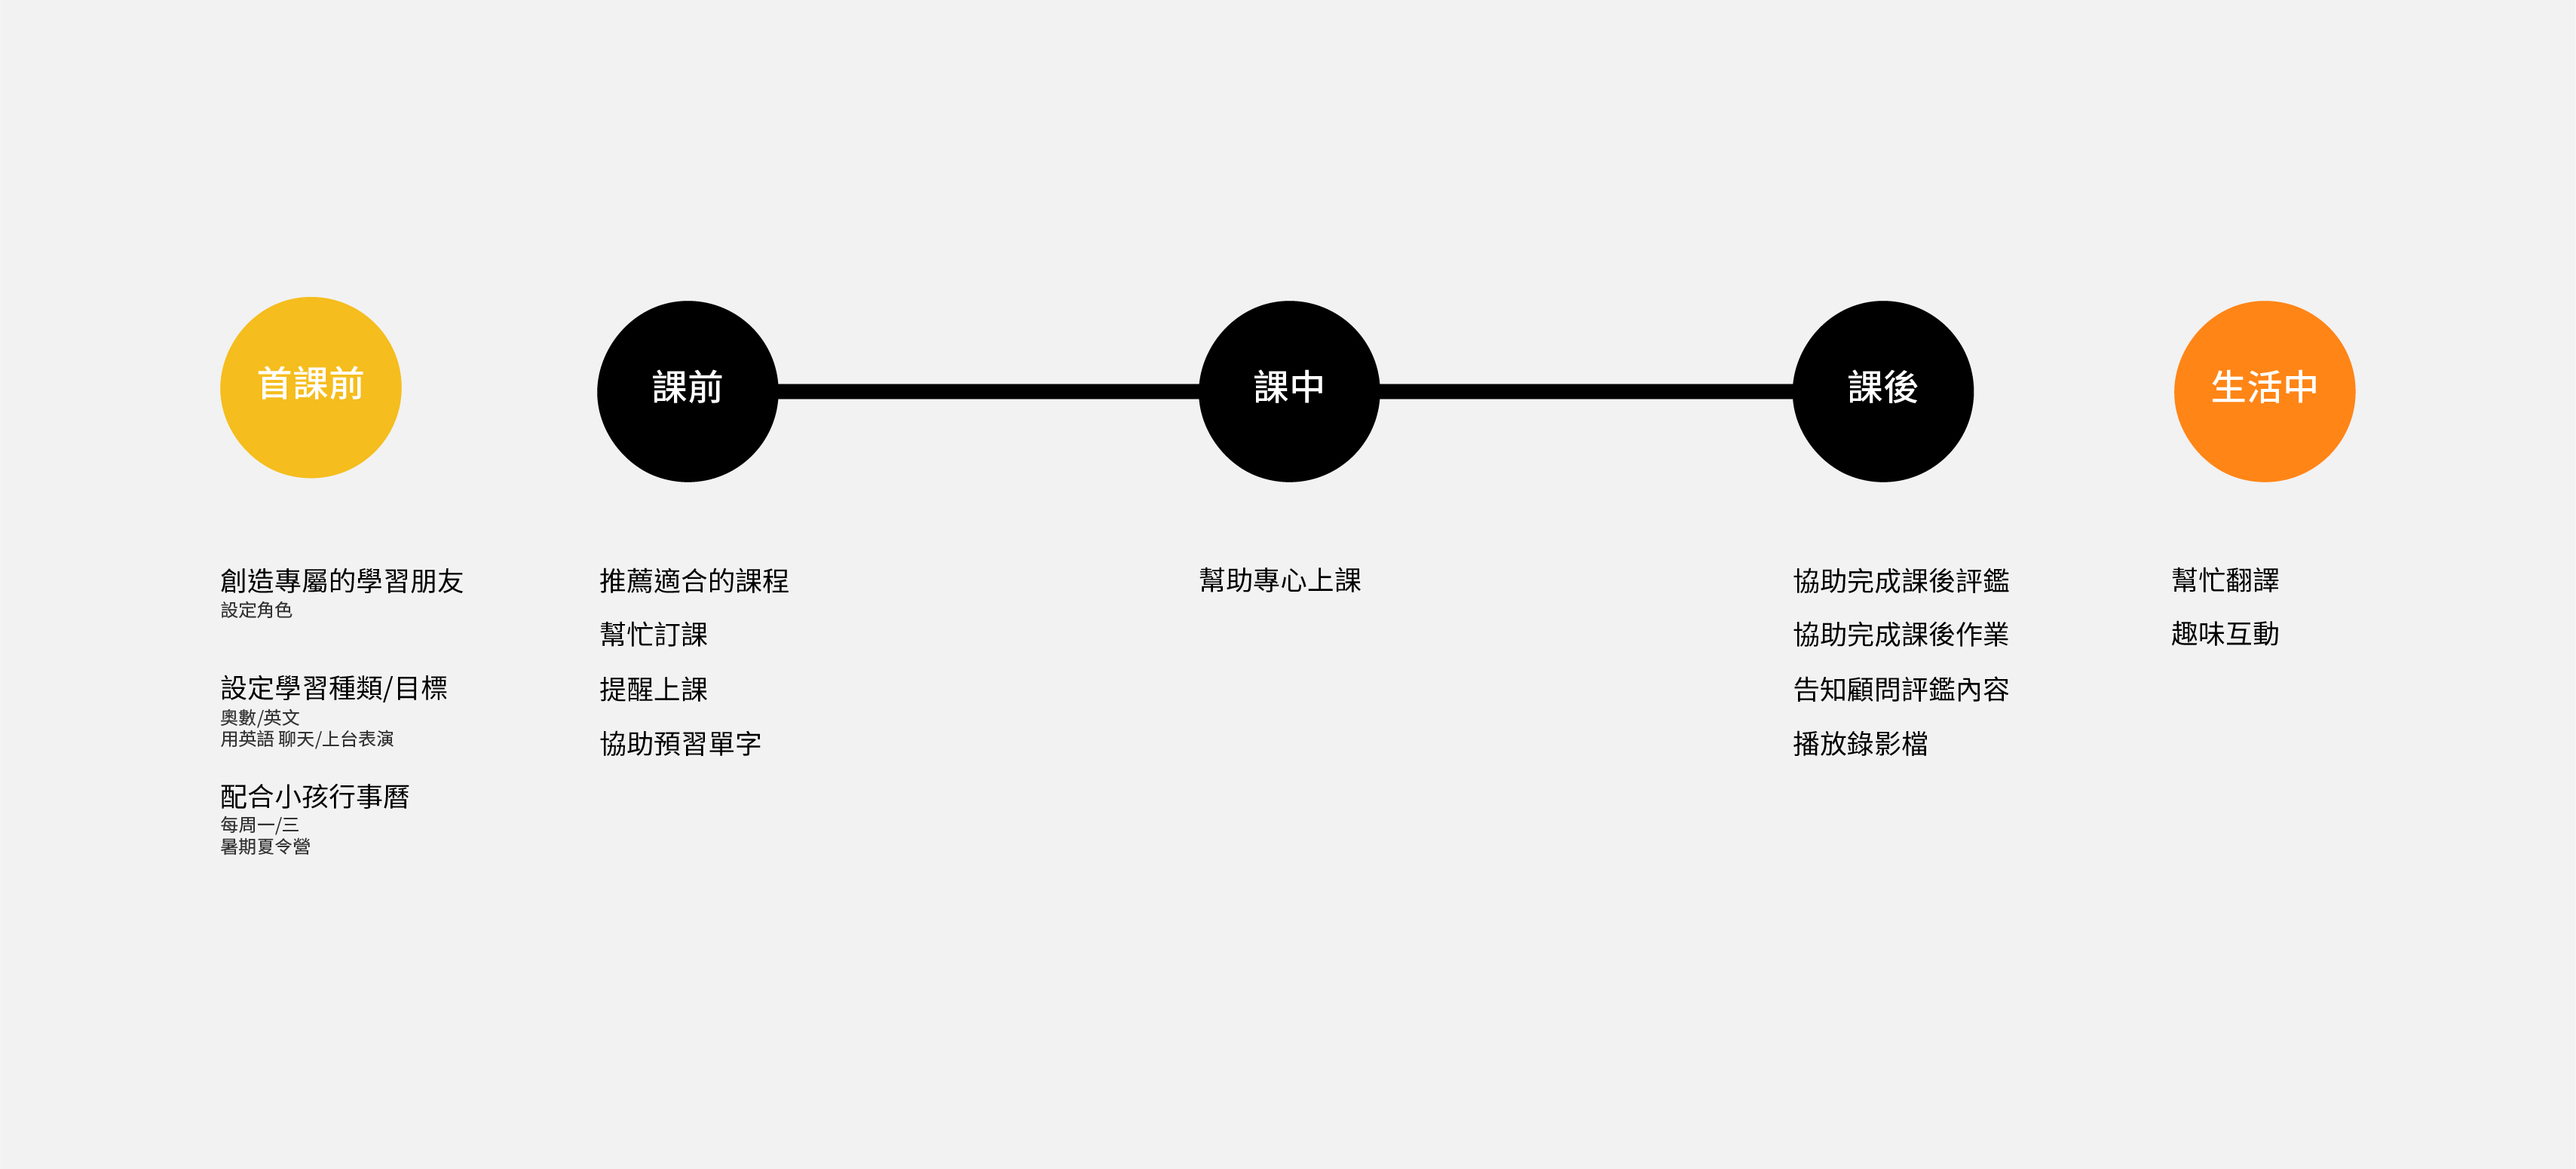 首課前
課前
課中
課後
生活中
創造專屬的學習朋友
設定角色
設定學習種類/目標
奧數/英文
用英語 聊天/上台表演
配合小孩行事曆
每周一/三
暑期夏令營
推薦適合的課程
幫忙訂課
提醒上課
協助預習單字
幫助專心上課
協助完成課後評鑑
協助完成課後作業
告知顧問評鑑內容
播放錄影檔
幫忙翻譯
趣味互動